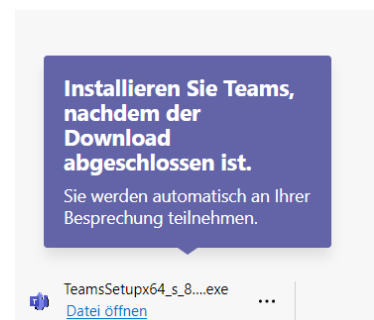 Installieren Sie Teams,
nachdem der
Download
abgeschlossen ist.
Sie werden automatisch an Ihrer
Besprechung teilnehmen.
TeamsSetupx64_s_8....exe
Datei öffnen